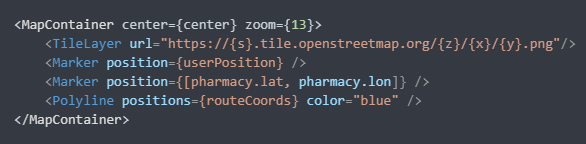 <MapContainer center={center} zoom={13}>
    <TileLayer url="https://{s}.tile.openstreetmap.org/{z}/{x}/{y}.png"/>
    <Marker position={userPosition} />
    <Marker position={[pharmacy.lat, pharmacy.lon]} />
    <Polyline positions={routeCoords} color="blue" />
</MapContainer>